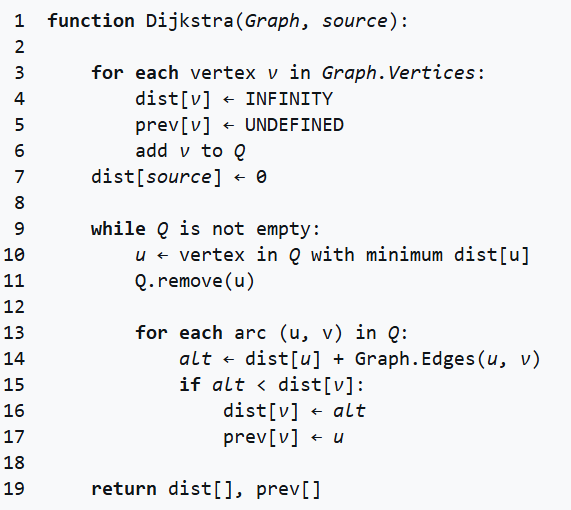 1 function Dijkstra(Graph, source):
2
3 for each vertex v in Graph.Vertices:
4 dist[v] ← INFINITY
5 prev[v] ← UNDEFINED
6 add v to Q
7 dist[source] ← 0
8
9 while Q is not empty:
10 u ← vertex in Q with minimum dist[u]
11 Q.remove(u)
12
13 for each arc (u, v) in Q:
14 alt ← dist[u] + Graph.Edges(u, v)
15 if alt < dist[v]:
16 dist[v] ← alt
17 prev[v] ← u
18
19 return dist[], prev[]